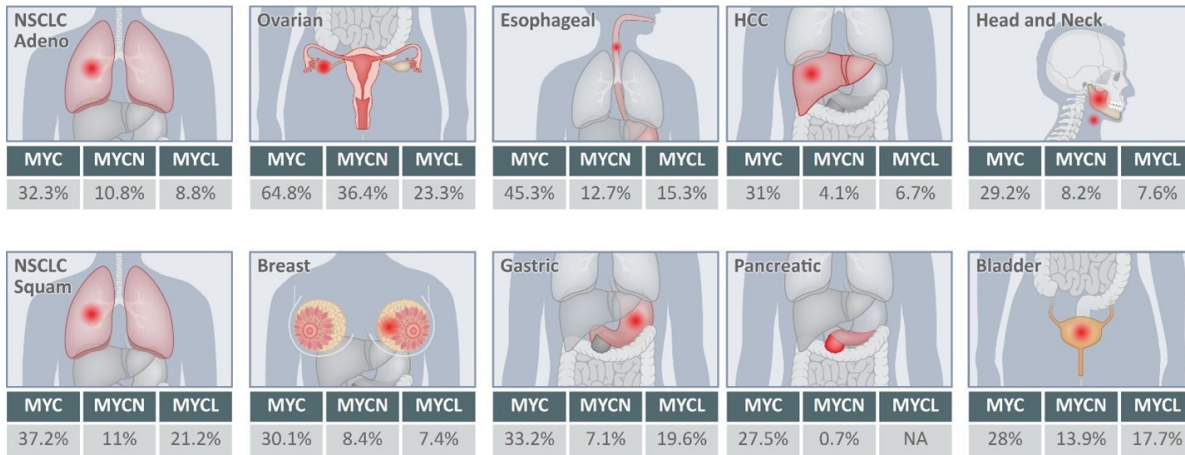 NSCLC
Adeno
Ovarian
Esophageal
HCC
Head and Neck
MYC MYCN MYCL MYC MYCN MYCL MYC MYCN MYCL MYC MYCN MYCL MYC MYCN MYCL
32.3% 10.8% 8.8% 64.8% 36.4% 23.3% 45.3% 12.7% 15.3% 31% 4.1% 6.7% 29.2% 8.2% 7.6%
NSCLC
Squam
Breast
Gastric
Pancreatic
Bladder
MYC MYCN MYCL MYC MYCN MYCL MYC MYCN MYCL MYC MYCN MYCL MYC MYCN MYCL
37.2% 11% 21.2% 30.1% 8.4% 7.4% 33.2% 7.1% 19.6% 27.5% 0.7% NA 28% 13.9% 17.7%